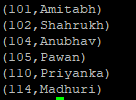 (101,Amitabh)
(102,Shahrukh)
(104,Anubhav)
(105,Pawan)
(110,Priyanka)
(114,Madhuri)